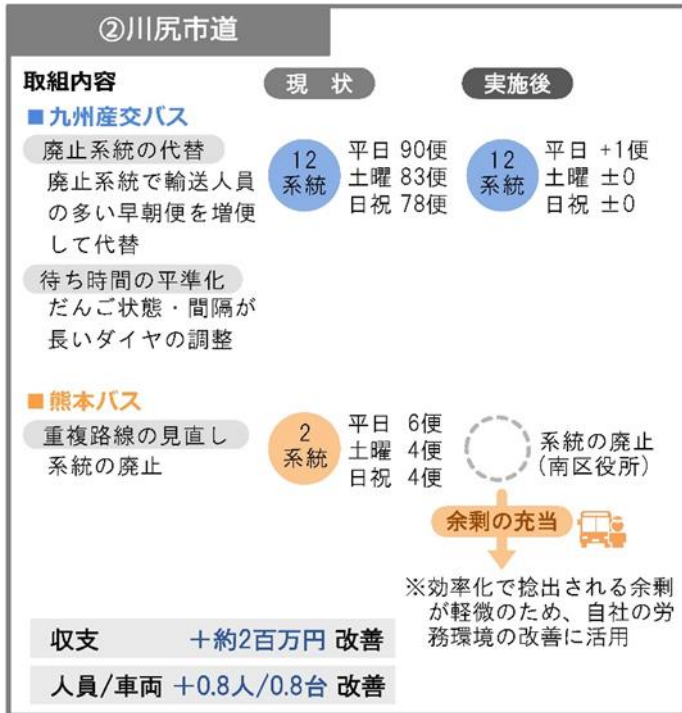 ②川尻市道
取組内容
現 状
実施後
■九州産交バス
廃止系統の代替
廃止系統で輸送人員
の多い早朝便を増便
して代替
12
系統
平日 90便
土曜 83便
日祝 78便
12
系統
平日 +1便
土曜 ±0
日祝 ±0
待ち時間の平準化
だんご状態・間隔が
長いダイヤの調整
■熊本バス
重複路線の見直し
系統の廃止
2
系統
平日 6便
土曜 4便
日祝 4便
系統の廃止
(南区役所)
余剰の充当
※効率化で捻出される余剰
が軽微のため、自社の労
務環境の改善に活用
収支 +約2百万円 改善
人員/車両 +0.8人/0.8台 改善